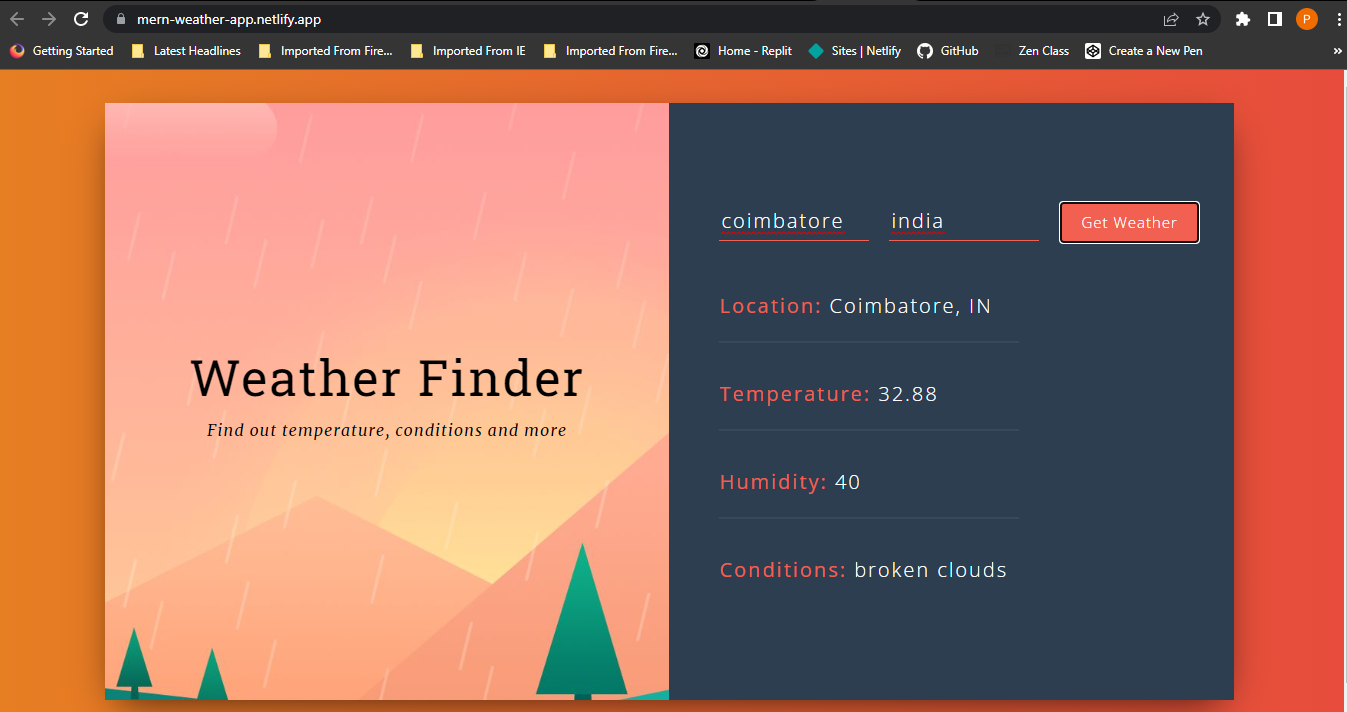 mern-weather-app.netlify.app
P
Getting Started Latest Headlines Imported From Fire... Imported From IE Imported From Fire... Home - Replit Sites | Netlify GitHub Zen Class Create a New Pen »
Weather Finder
Find out temperature, conditions and more
coimbatore india Get Weather
Location: Coimbatore, IN
Temperature: 32.88
Humidity: 40
Conditions: broken clouds